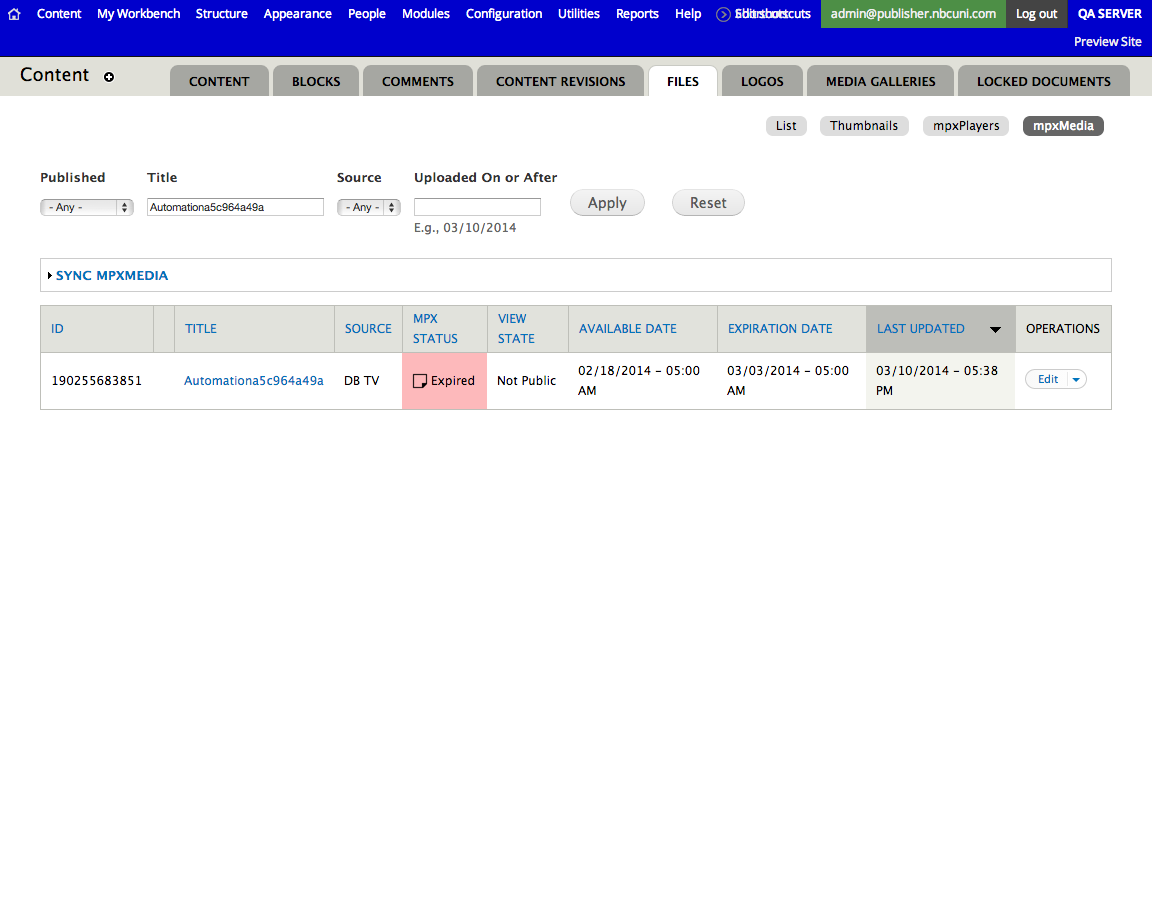 Content My Workbench Structure Appearance People Modules Configuration Utilities Reports Help admin@publisher.nbcuni.com Log out QA SERVER
Preview Site
Content
CONTENT BLOCKS COMMENTS CONTENT REVISIONS FILES LOGOS MEDIA GALLERIES LOCKED DOCUMENTS
List Thumbnails mpxPlayers mpxMedia
Published Title Source Uploaded On or After
- Any - Automationa5c964a49a - Any - Apply Reset
E.g., 03/10/2014
SYNC MPXMEDIA
ID TITLE SOURCE MPX STATUS VIEW STATE AVAILABLE DATE EXPIRATION DATE LAST UPDATED OPERATIONS
190255683851 Automationa5c964a49a DB TV Expired Not Public 02/18/2014 - 05:00 AM 03/03/2014 - 05:00 AM 03/10/2014 - 05:38 PM Edit